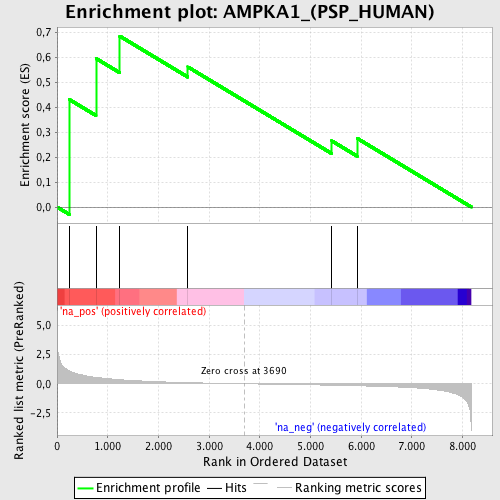 Enrichment plot: AMPKA1_(PSP_HUMAN)
Enrichment score (ES)
0,7
0,6
0,5
0,4
0,3
0,2
0,1
0,0
'na_pos' (positively correlated)
Ranked list metric (PreRanked)
5,0
2,5
0,0
-2,5
Zero cross at 3690
'na_neg' (negatively correlated)
0 1.000 2.000 3.000 4.000 5.000 6.000 7.000 8.000
Rank in Ordered Dataset
Enrichment profile Hits Ranking metric scores